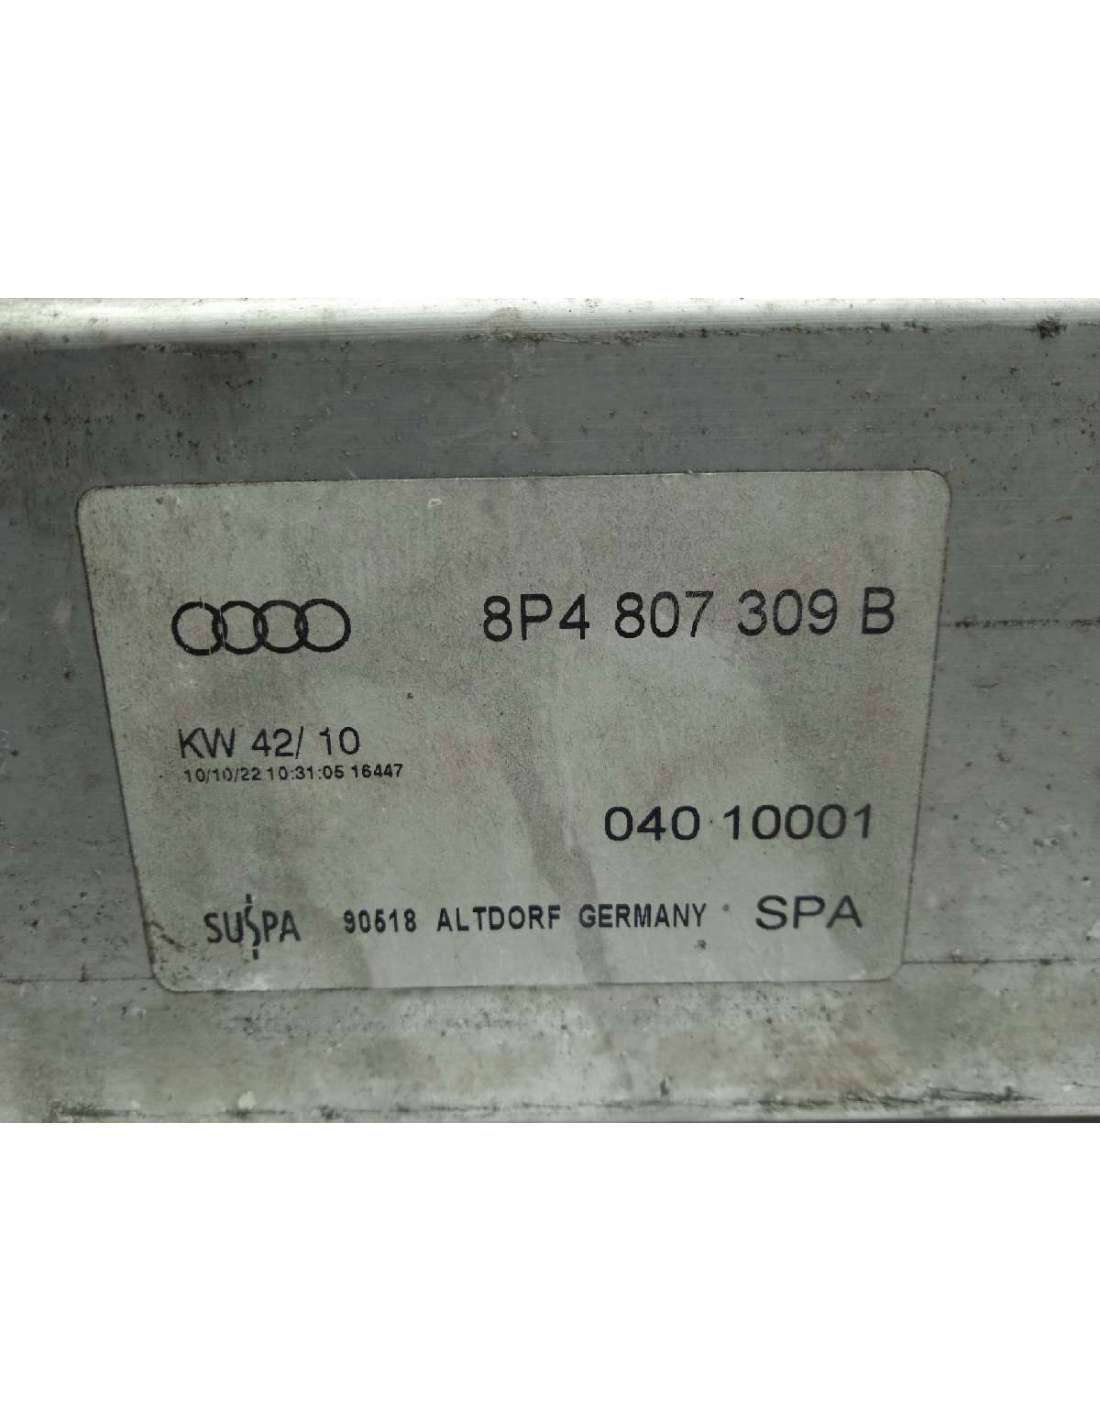 8P4 807 309 B
KW 42/ 10
10/10/22 10:31:05 16447
040 10001
SUSPA 90518 ALTDORF GERMANY SPA